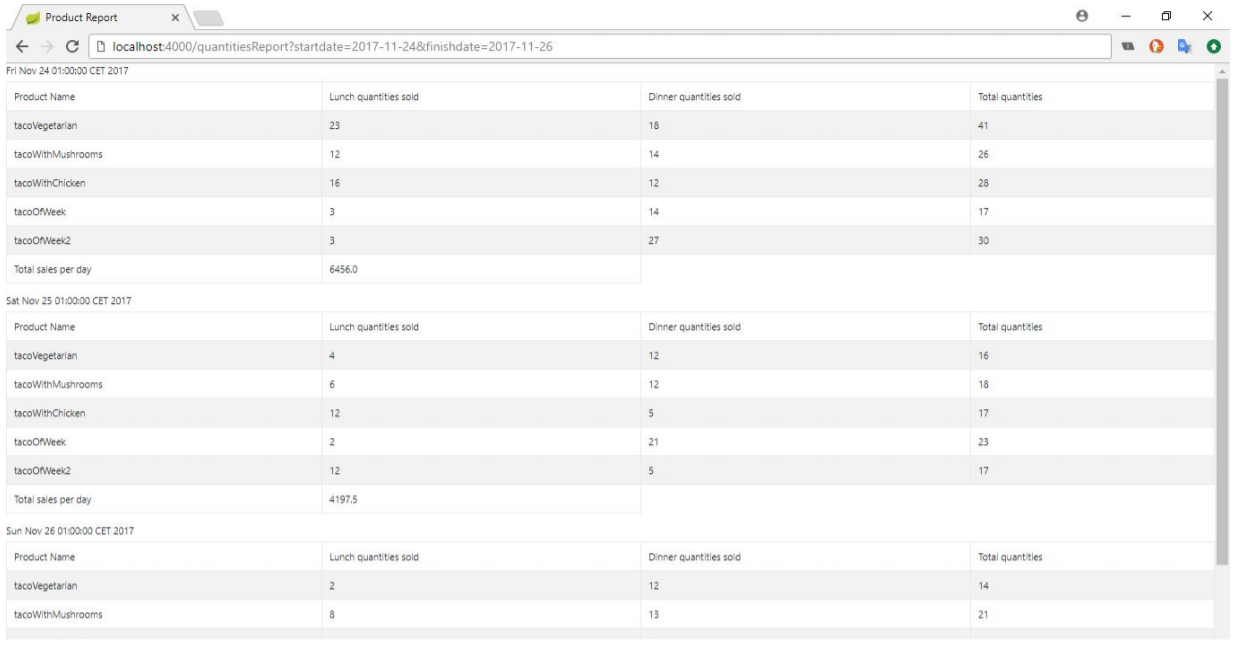 Product Report
localhost:4000/quantitiesReport?startdate=2017-11-24&finishdate=2017-11-26
Fri Nov 24 01:00:00 CET 2017
Product Name Lunch quantities sold Dinner quantities sold Total quantities
tacoVegetarian 23 18 41
tacoWithMushrooms 12 14 26
tacoWithChicken 16 12 28
tacoOfWeek 3 14 17
tacoOfWeek2 3 27 30
Total sales per day 6456.0
Sat Nov 25 01:00:00 CET 2017
Product Name Lunch quantities sold Dinner quantities sold Total quantities
tacoVegetarian 4 12 16
tacoWithMushrooms 6 12 18
tacoWithChicken 12 5 17
tacoOfWeek 2 21 23
tacoOfWeek2 12 5 17
Total sales per day 4197.5
Sun Nov 26 01:00:00 CET 2017
Product Name Lunch quantities sold Dinner quantities sold Total quantities
tacoVegetarian 2 12 14
tacoWithMushrooms 8 13 21